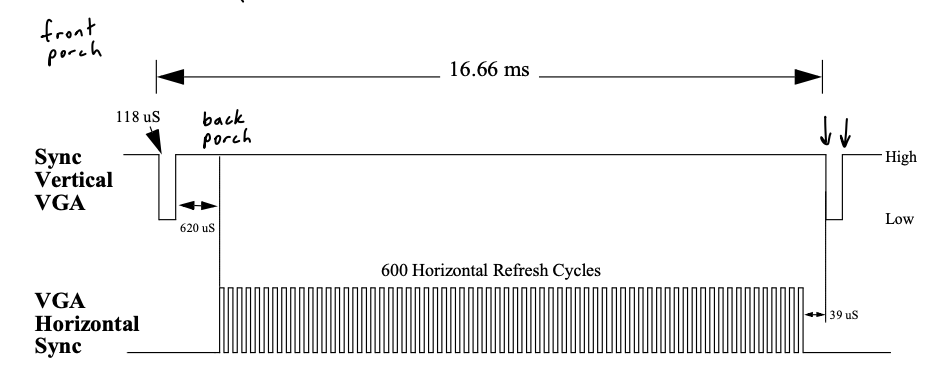 front
porch
16.66 ms
118 uS
back
porch
Sync
Vertical
VGA
High
Low
620 uS
600 Horizontal Refresh Cycles
VGA
Horizontal
Sync
39 uS